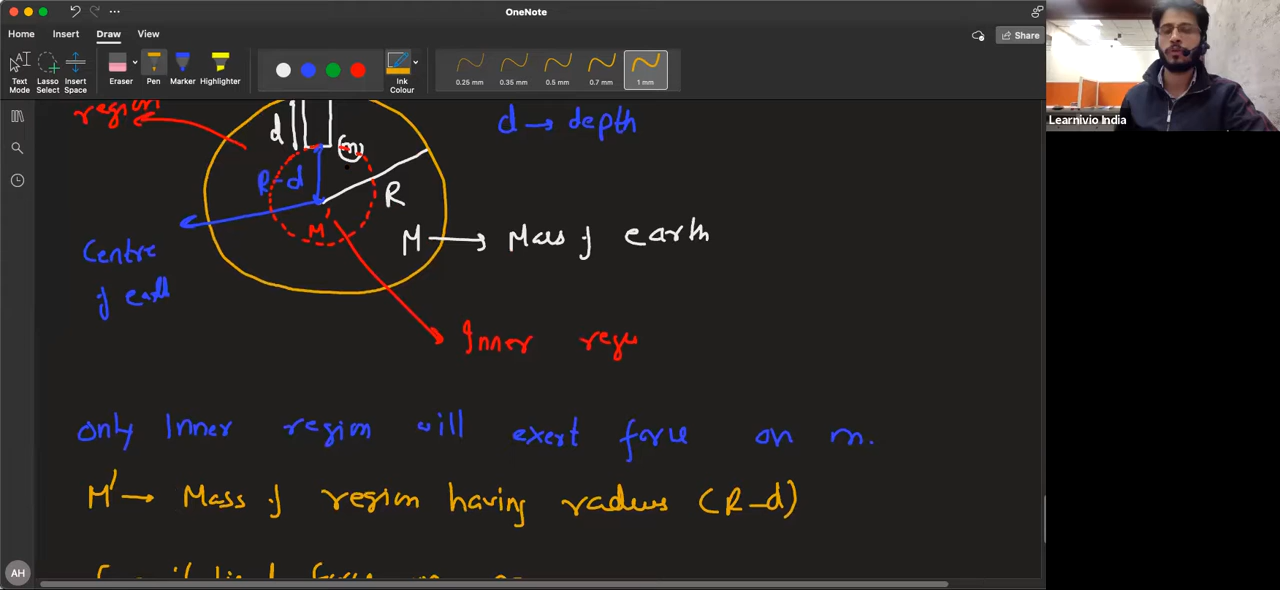 OneNote
Home Insert Draw View
Share
Text Mode
Lasso Select
Insert Space
Eraser
Pen
Marker
Highlighter
Ink Colour
0.25 mm
0.35 mm
0.5 mm
0.7 mm
1 mm
Learnivio India
region
d
m
d → depth
R-d
R
M
M → Mass of earth
Centre
of earth
Inner
only Inner region will exert force on m.
M' → Mass of region having radius (R-d)
AH